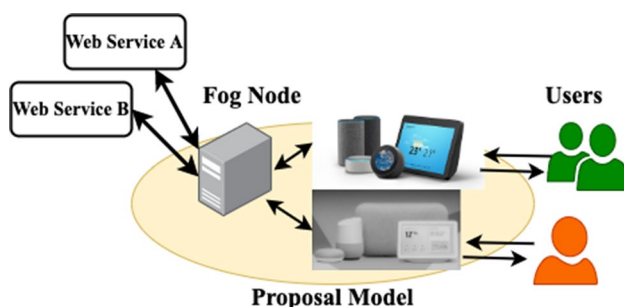 Web Service A
Web Service B
Fog Node
Users
Proposal Model